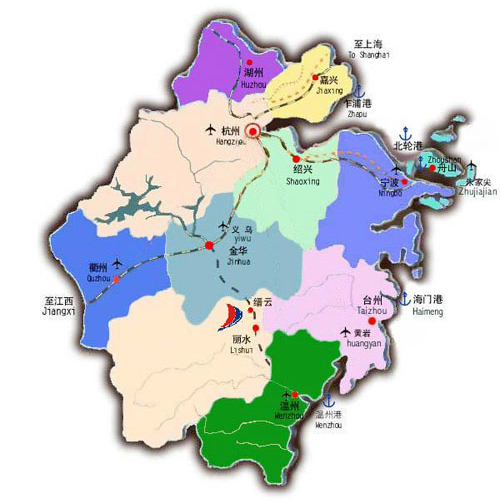 至上海
To Shanghai
湖州
Huzhou
嘉兴
Jiaxing
乍浦港
Zhapu
杭州
Hangzhou
北轮港
Zhoushan
舟山
绍兴
Shaoxing
宁波
Ningbo
朱家尖
Zhujiajian
义乌
yiwu
金华
Jinhua
衢州
Quzhou
至江西
Jiangxi
缙云
台州
Taizhou
海门港
Haimeng
黄岩
huangyan
丽水
Lishui
温州
Wenzhou
温州港
Wenzhou